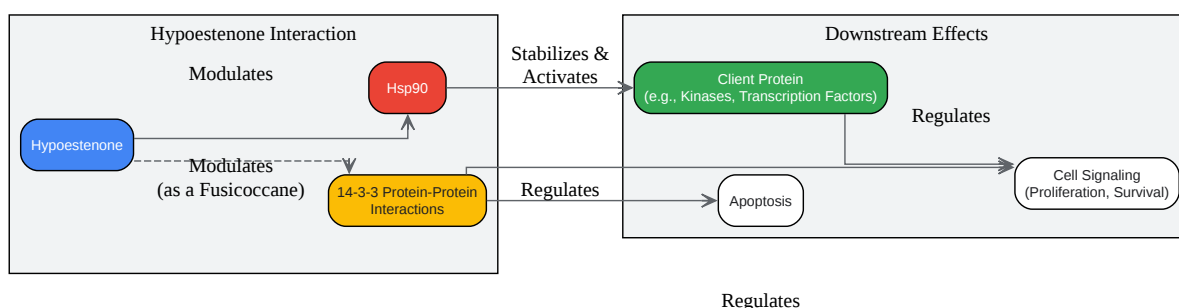 Hypoestenone Interaction
Downstream Effects
Modulates
Stabilizes &
Activates
Hsp90
Client Protein
(e.g., Kinases, Transcription Factors)
Regulates
Hypoestenone
Modulates
(as a Fusicoccane)
14-3-3 Protein-Protein
Interactions
Regulates
Apoptosis
Cell Signaling
(Proliferation, Survival)
Regulates